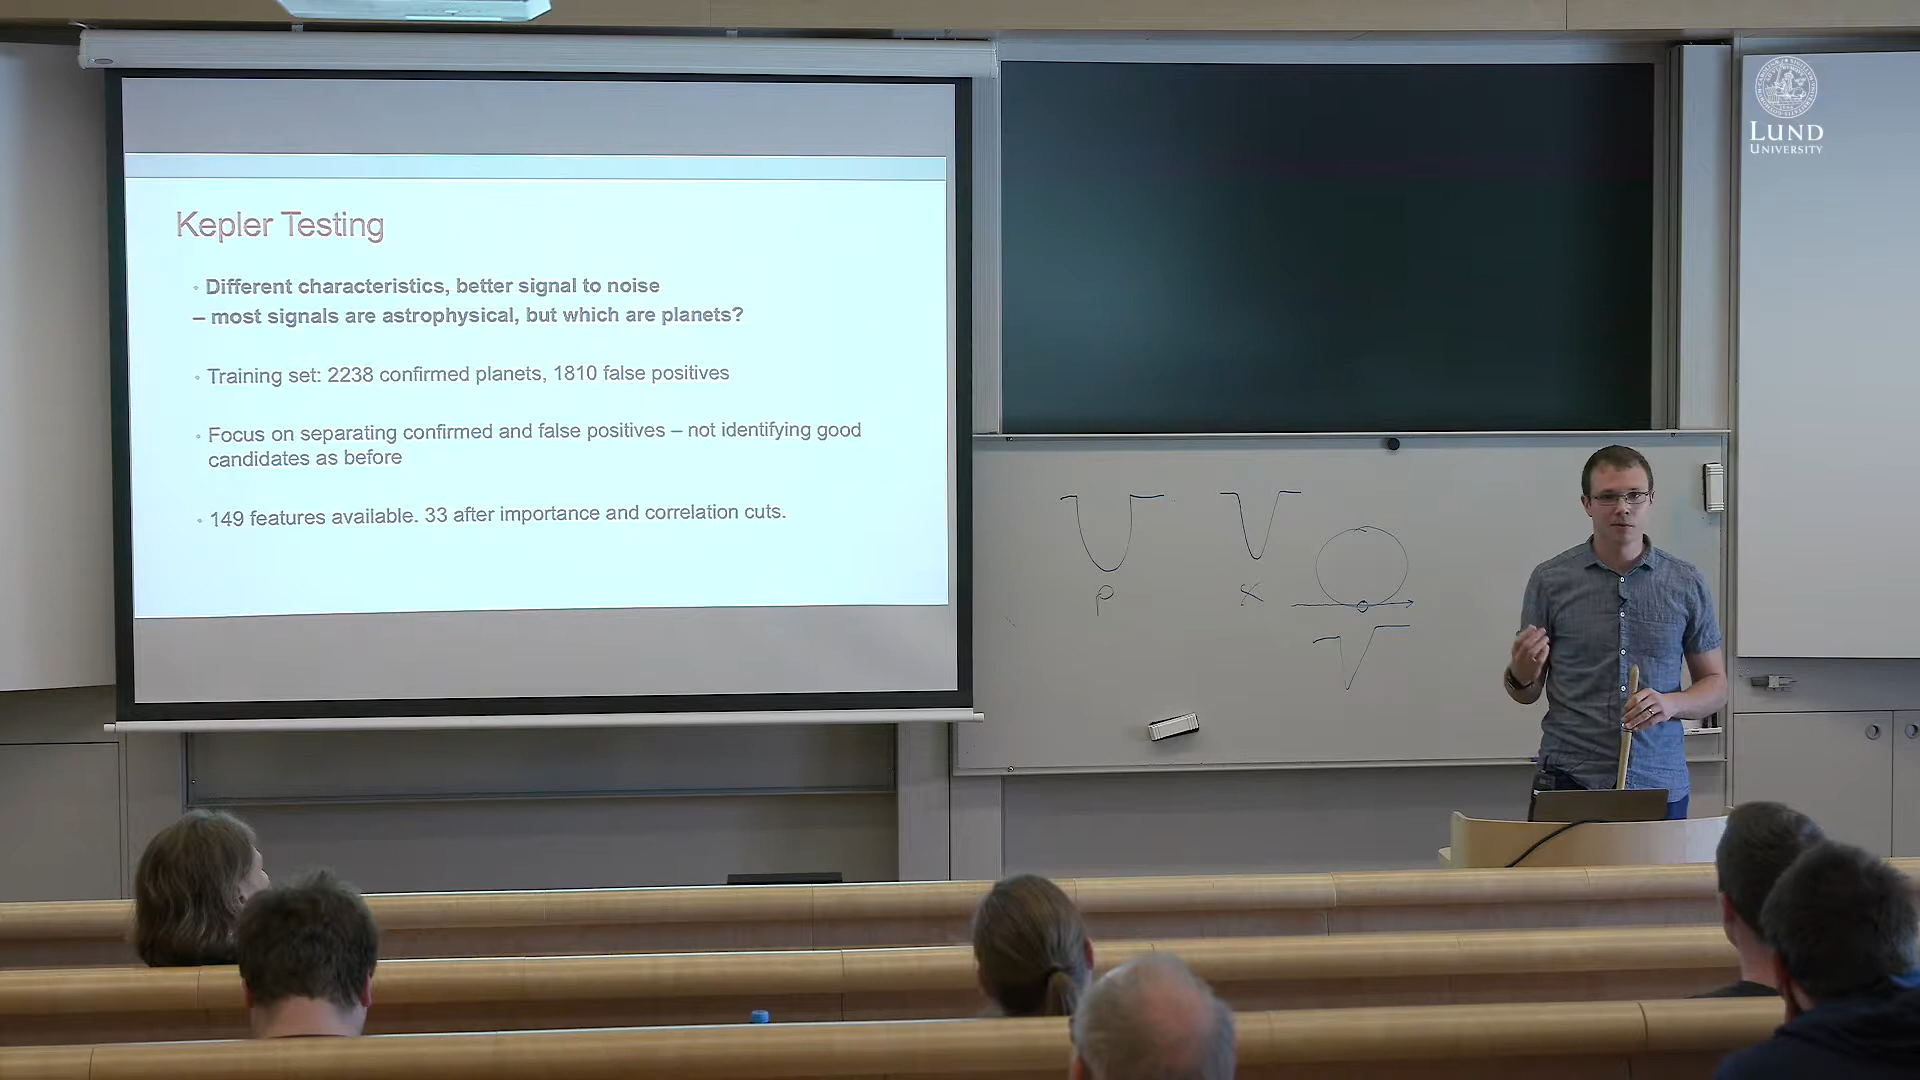 Kepler Testing
• Different characteristics, better signal to noise
– most signals are astrophysical, but which are planets?
• Training set: 2238 confirmed planets, 1810 false positives
• Focus on separating confirmed and false positives – not identifying good
candidates as before
• 149 features available. 33 after importance and correlation cuts.
P
LUND
UNIVERSITY